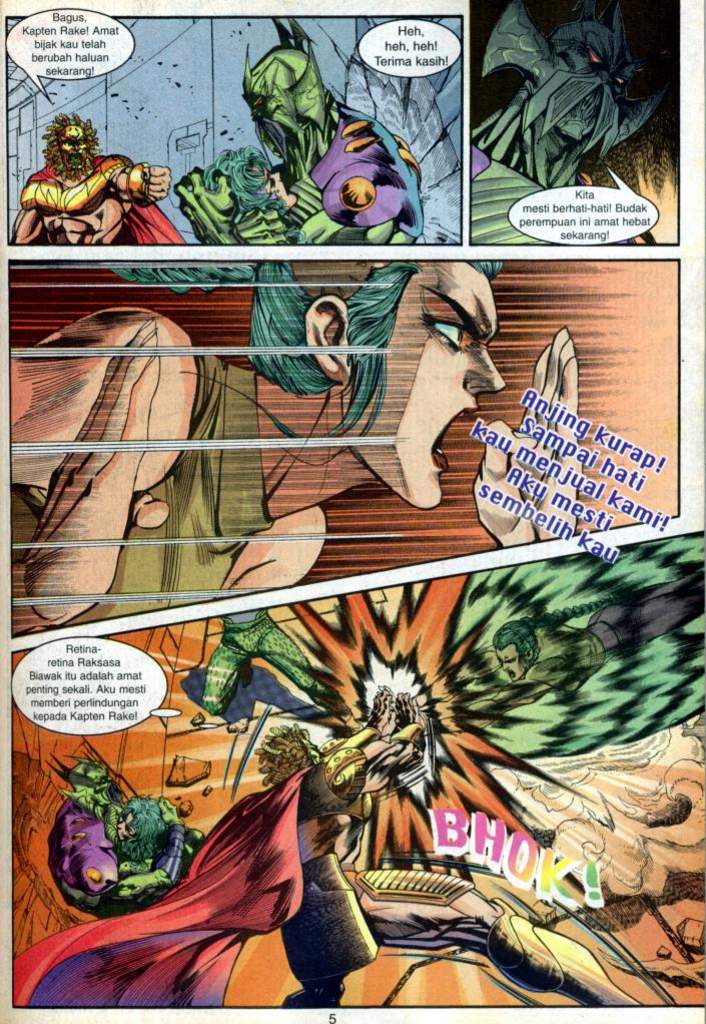 Bagus,
Kapten Rake! Amat
bijak kau telah
berubah haluan
sekarang!
Heh,
heh, heh!
Terima kasih!
Kita
mesti berhati-hati! Budak
perempuan ini amat hebat
sekarang!
Anjing kurap!
Sampai hati
kau menjual kami!
Aku mesti
sembelih kau
Retina-
retina Raksasa
Biawak itu adalah amat
penting sekali. Aku mesti
memberi perlindungan
kepada Kapten Rake!
BHOK!
5